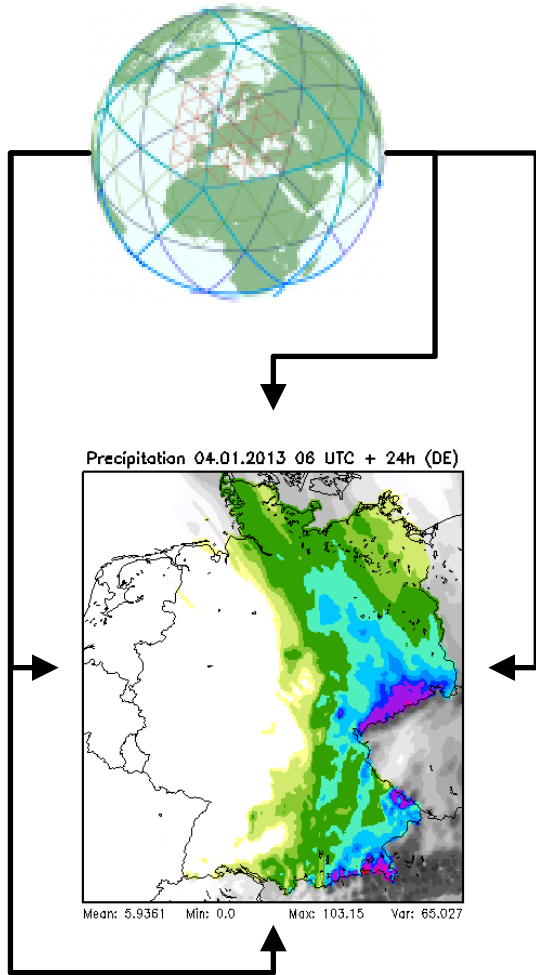 Precipitation 04.01.2013 06 UTC + 24h (DE)
Mean: 5.9361 Min: 0.0 Max: 103.15 Var: 65.027